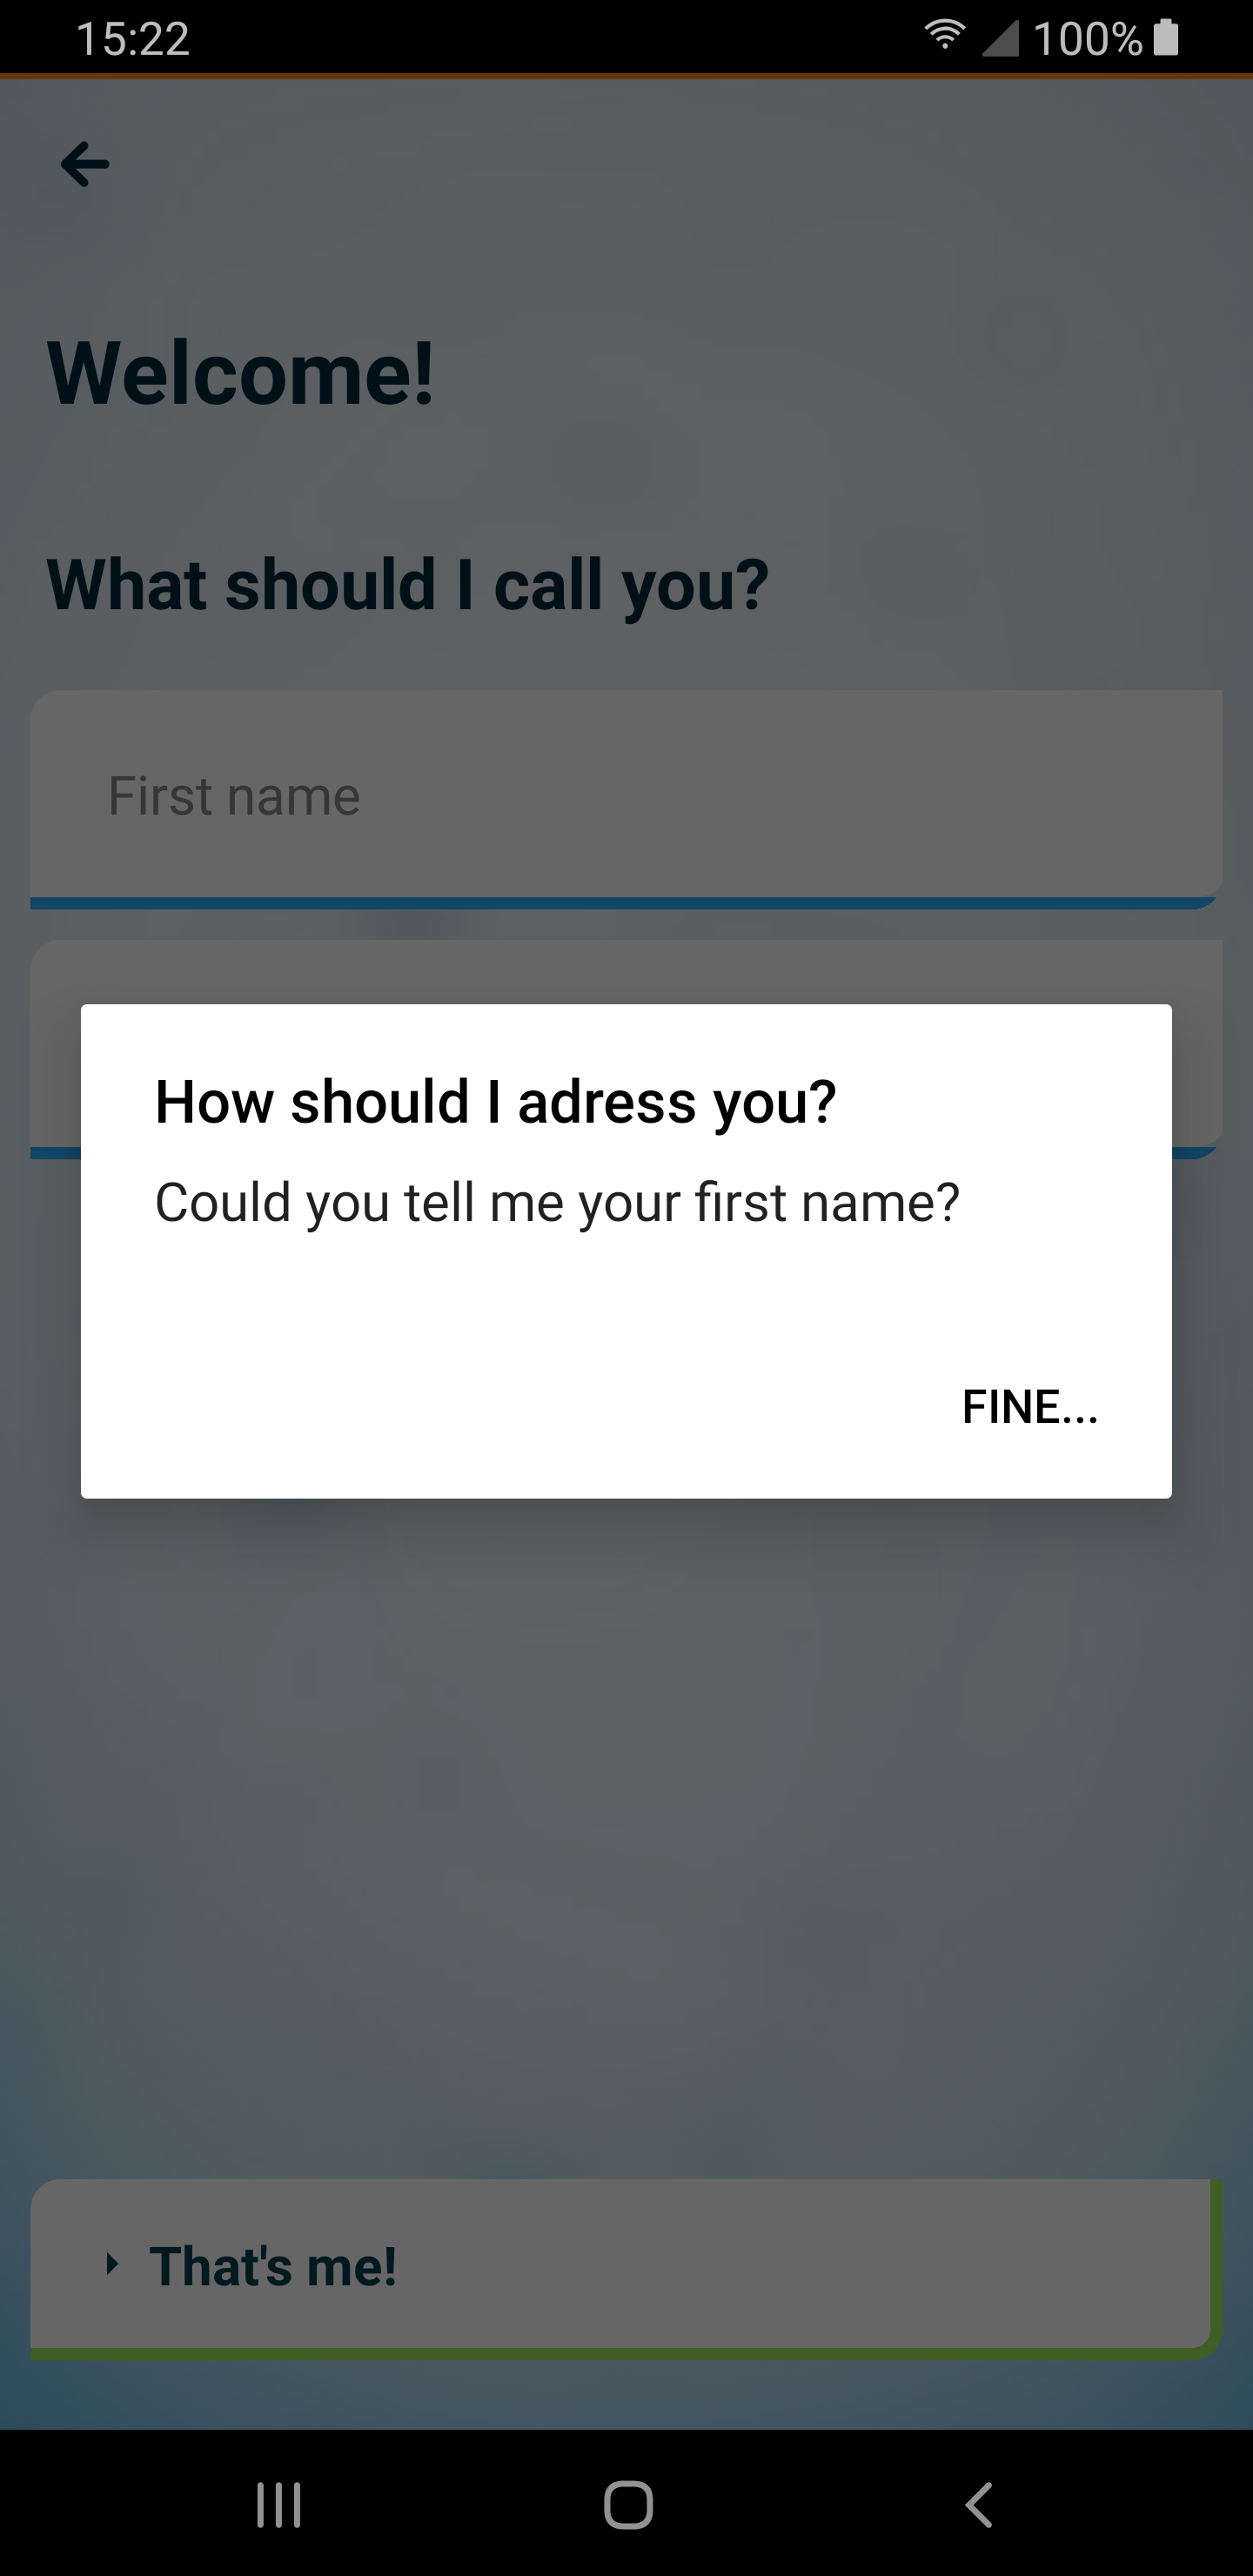 15:22
100%
Welcome!
What should I call you?
First name
How should I adress you?
Could you tell me your first name?
FINE...
That's me!